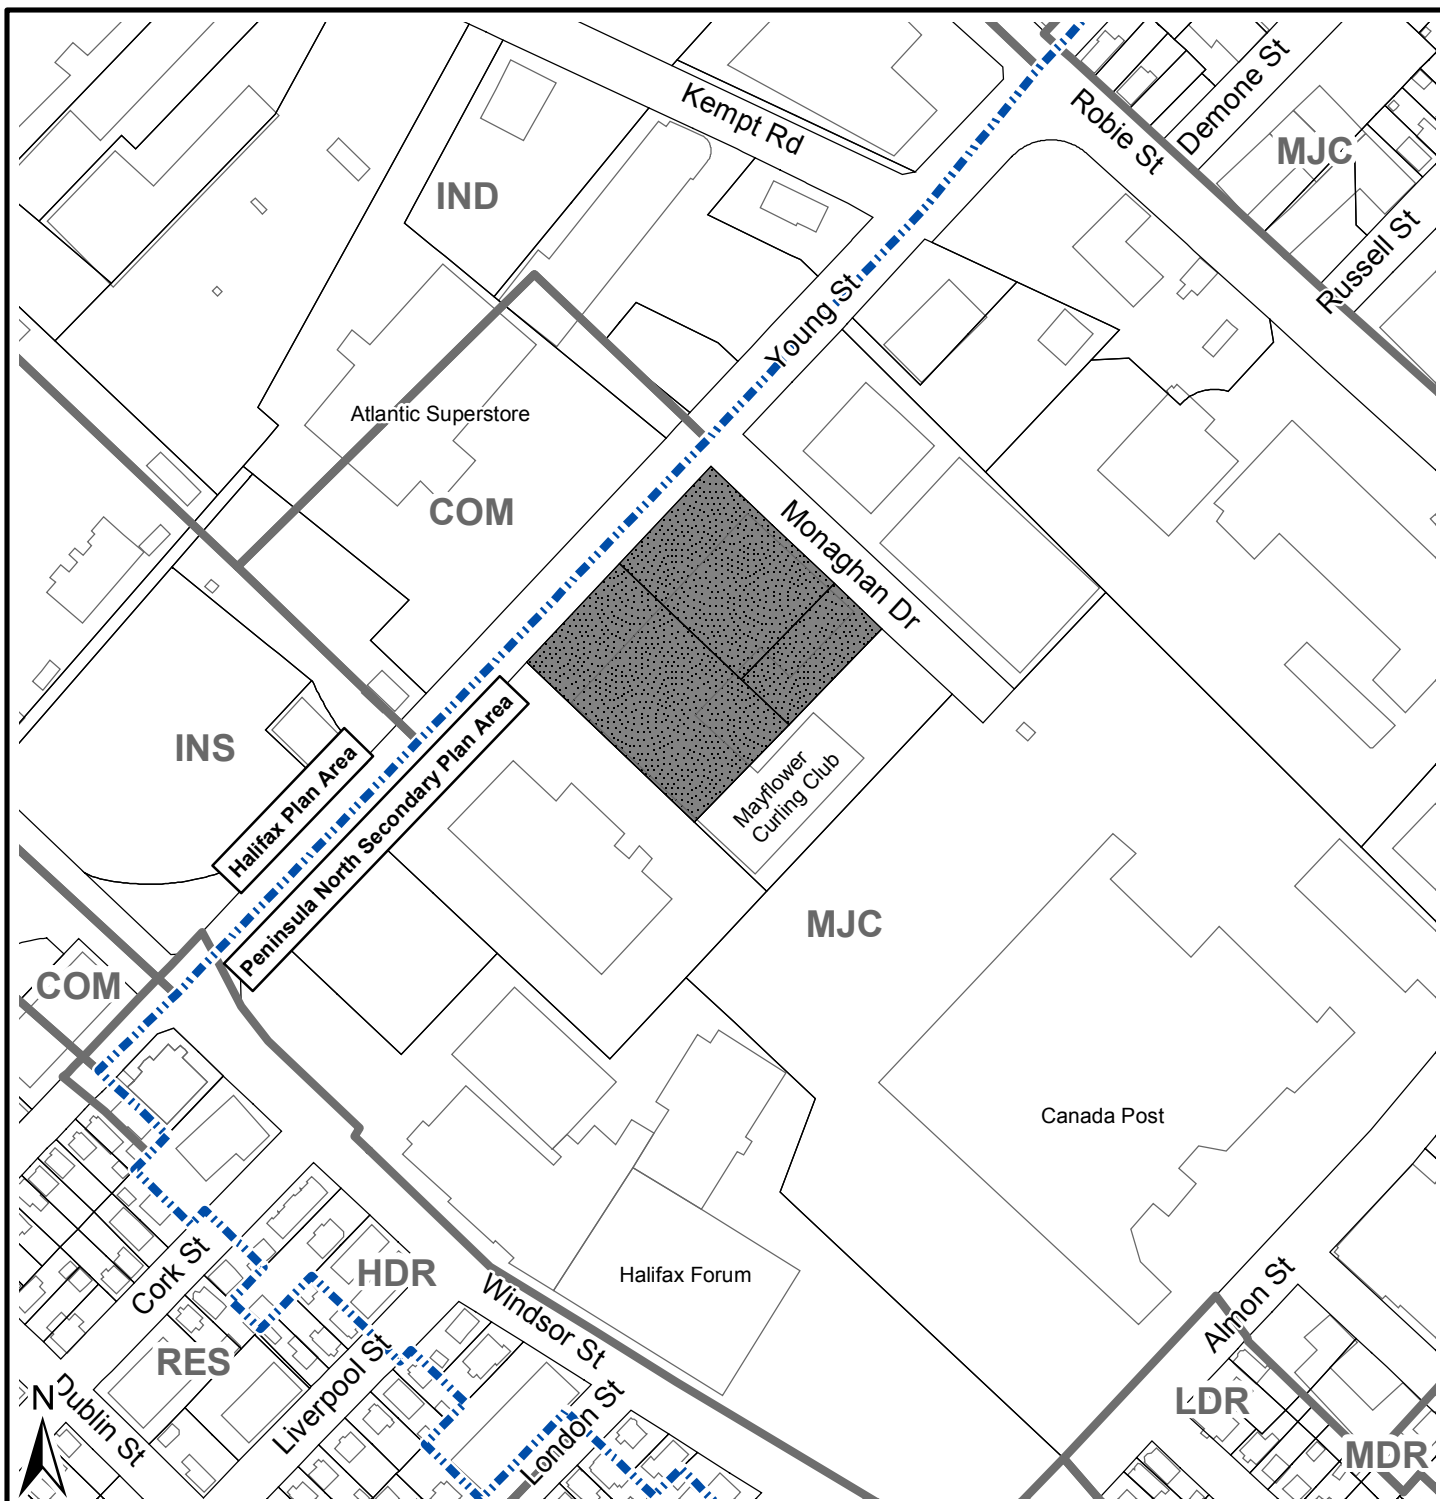 Kempt Rd
Robie St
Demone St
MJC
Russell St
IND
Young St
Atlantic Superstore
COM
Monaghan Dr
INS
Halifax Plan Area
Peninsula North Secondary Plan Area
Mayflower
Curling Club
MJC
COM
Canada Post
Cork St
HDR
Windsor St
Halifax Forum
Almon St
RES
Liverpool St
London St
LDR
MDR
N
Dublin St